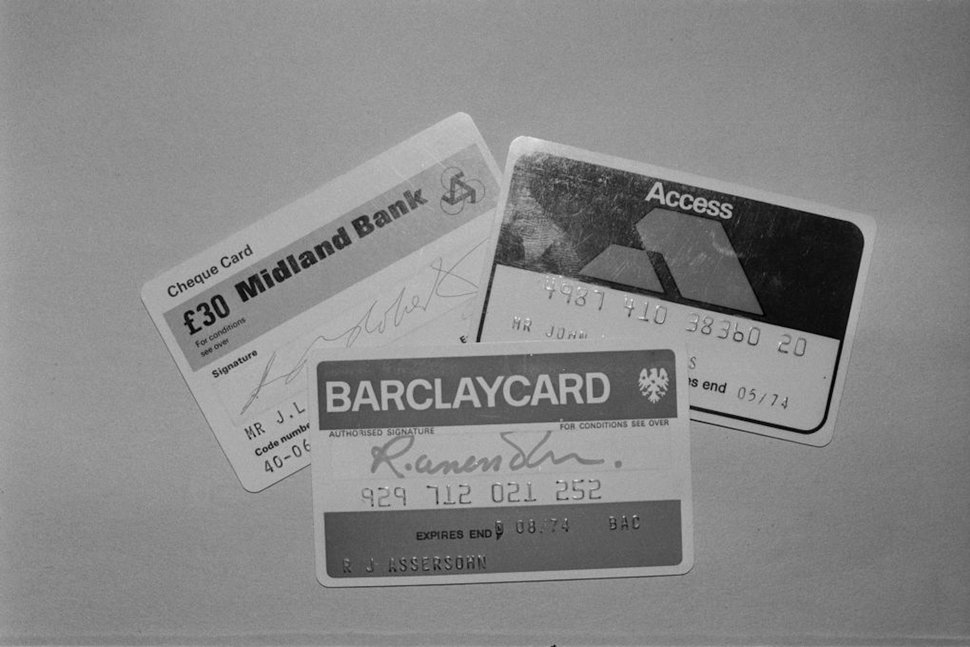 Cheque Card
£30 Midland Bank
For conditions
see over
Signature
MR J.L
Code numbe
40-06
Access
4987 410 38360 20
MR JOHN
S
es end 05/74
BARCLAYCARD
AUTHORISED SIGNATURE FOR CONDITIONS SEE OVER
929 712 021 252
EXPIRES END 08/74 BAC
R J ASSERSOHN